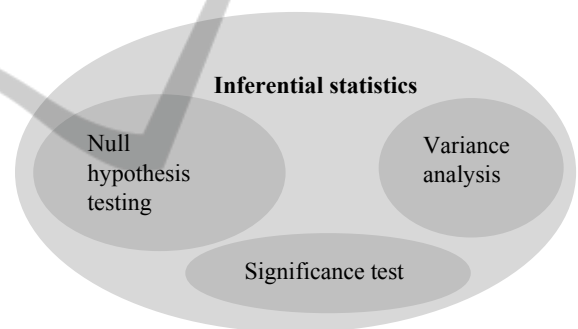 Inferential statistics
Null
hypothesis
testing
Variance
analysis
Significance test